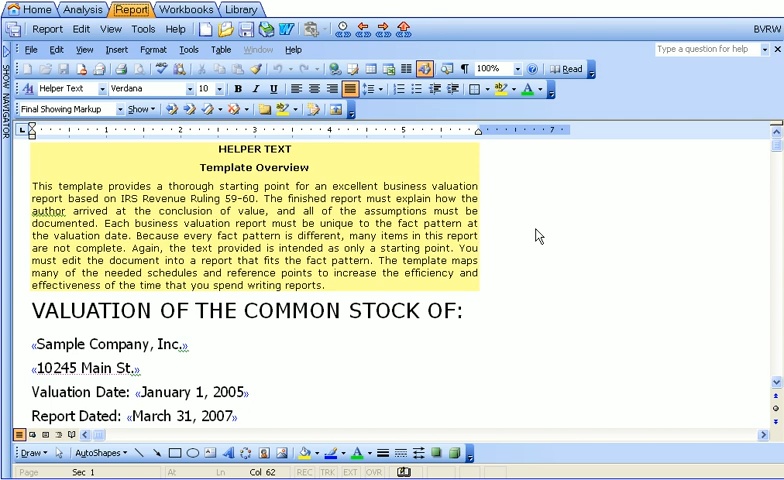 Home Analysis Report Workbooks Library
Report Edit View Tools Help BVRW
File Edit View Insert Format Tools Table Window Help Type a question for help
100% Read
Helper Text Verdana 10 B I U
Final Showing Markup Show
1 2 3 4 5 7
SHOW NAVIGATOR
HELPER TEXT
Template Overview
This template provides a thorough starting point for an excellent business valuation
report based on IRS Revenue Ruling 59-60. The finished report must explain how the
author arrived at the conclusion of value, and all of the assumptions must be
documented. Each business valuation report must be unique to the fact pattern at
the valuation date. Because every fact pattern is different, many items in this report
are not complete. Again, the text provided is intended as only a starting point. You
must edit the document into a report that fits the fact pattern. The template maps
many of the needed schedules and reference points to increase the efficiency and
effectiveness of the time that you spend writing reports.
VALUATION OF THE COMMON STOCK OF:
«Sample Company, Inc.»
«10245 Main St.»
Valuation Date: «January 1, 2005»
Report Dated: «March 31, 2007»
Draw AutoShapes
Page Sec 1 At Ln Col 62 REC TRK EXT OVR